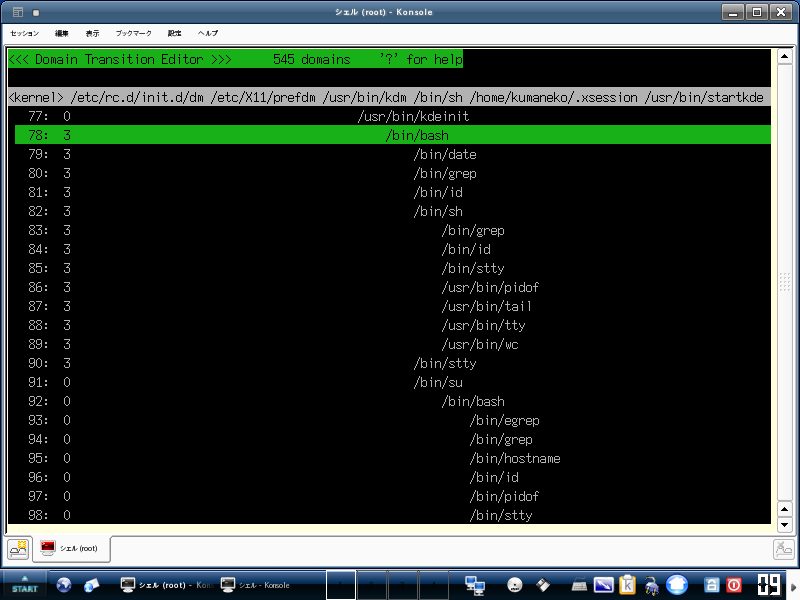 シェル (root) - Konsole
セッション 編集 表示 ブックマーク 設定 ヘルプ
<<< Domain Transition Editor >>> 545 domains '?' for help
<kernel> /etc/rc.d/init.d/dm /etc/X11/prefdm /usr/bin/kdm /bin/sh /home/kumaneko/.xsession /usr/bin/startkde
77: 0 /usr/bin/kdeinit
78: 3 /bin/bash
79: 3 /bin/date
80: 3 /bin/grep
81: 3 /bin/id
82: 3 /bin/sh
83: 3 /bin/grep
84: 3 /bin/id
85: 3 /bin/stty
86: 3 /usr/bin/pidof
87: 3 /usr/bin/tail
88: 3 /usr/bin/tty
89: 3 /usr/bin/wc
90: 3 /bin/stty
91: 0 /bin/su
92: 0 /bin/bash
93: 0 /bin/egrep
94: 0 /bin/grep
95: 0 /bin/hostname
96: 0 /bin/id
97: 0 /bin/pidof
98: 0 /bin/stty
シェル (root)
START シェル (root) - Kon シェル - Konsole